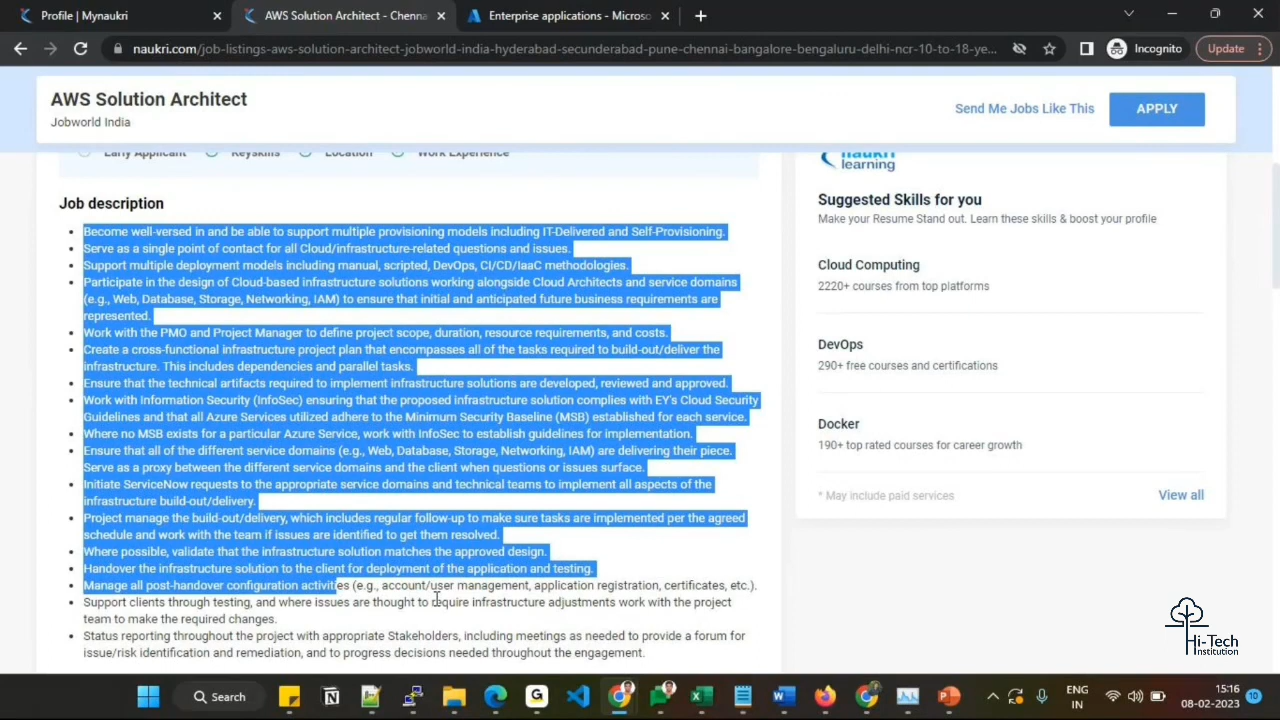 Profile | Mynaukri
AWS Solution Architect - Chenna
Enterprise applications - Microso
naukri.com/job-listings-aws-solution-architect-jobworld-india-hyderabad-secunderabad-pune-chennai-bangalore-bengaluru-delhi-ncr-10-to-18-ye...
Incognito
Update
AWS Solution Architect
Jobworld India
Send Me Jobs Like This
APPLY
Early Applicant Keyskills Location Work Experience
Job description
• Become well-versed in and be able to support multiple provisioning models including IT-Delivered and Self-Provisioning.
• Serve as a single point of contact for all Cloud/infrastructure-related questions and issues.
• Support multiple deployment models including manual, scripted, DevOps, CI/CD/IaaC methodologies.
• Participate in the design of Cloud-based infrastructure solutions working alongside Cloud Architects and service domains
(e.g., Web, Database, Storage, Networking, IAM) to ensure that initial and anticipated future business requirements are
represented.
• Work with the PMO and Project Manager to define project scope, duration, resource requirements, and costs.
• Create a cross-functional infrastructure project plan that encompasses all of the tasks required to build-out/deliver the
infrastructure. This includes dependencies and parallel tasks.
• Ensure that the technical artifacts required to implement infrastructure solutions are developed, reviewed and approved.
• Work with Information Security (InfoSec) ensuring that the proposed infrastructure solution complies with EY's Cloud Security
Guidelines and that all Azure Services utilized adhere to the Minimum Security Baseline (MSB) established for each service.
• Where no MSB exists for a particular Azure Service, work with InfoSec to establish guidelines for implementation.
• Ensure that all of the different service domains (e.g., Web, Database, Storage, Networking, IAM) are delivering their piece.
Serve as a proxy between the different service domains and the client when questions or issues surface.
• Initiate ServiceNow requests to the appropriate service domains and technical teams to implement all aspects of the
infrastructure build-out/delivery.
• Project manage the build-out/delivery, which includes regular follow-up to make sure tasks are implemented per the agreed
schedule and work with the team if issues are identified to get them resolved.
• Where possible, validate that the infrastructure solution matches the approved design.
• Handover the infrastructure solution to the client for deployment of the application and testing.
• Manage all post-handover configuration activities (e.g., account/user management, application registration, certificates, etc.).
• Support clients through testing, and where issues are thought to require infrastructure adjustments work with the project
team to make the required changes.
• Status reporting throughout the project with appropriate Stakeholders, including meetings as needed to provide a forum for
issue/risk identification and remediation, and to progress decisions needed throughout the engagement.
naukri
learning
Suggested Skills for you
Make your Resume Stand out. Learn these skills & boost your profile
Cloud Computing
2220+ courses from top platforms
DevOps
290+ free courses and certifications
Docker
190+ top rated courses for career growth
* May include paid services
View all
Hi-Tech
Institution
Search
ENG
IN
15:16
08-02-2023
10